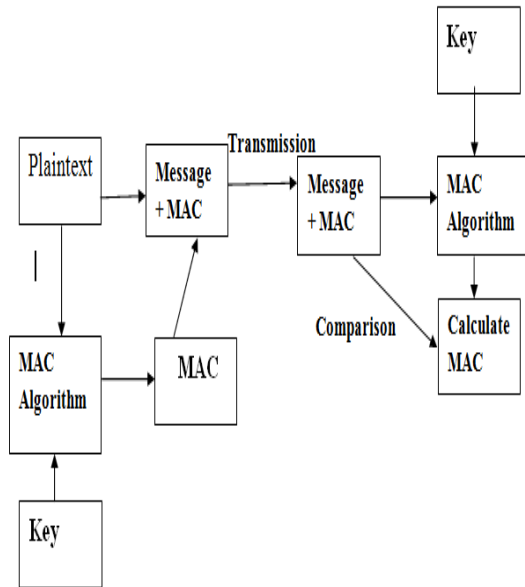 Key
Transmission
Plaintext
Message
+ MAC
Message
+ MAC
MAC
Algorithm
Comparison
Calculate
MAC
MAC
Algorithm
MAC
Key